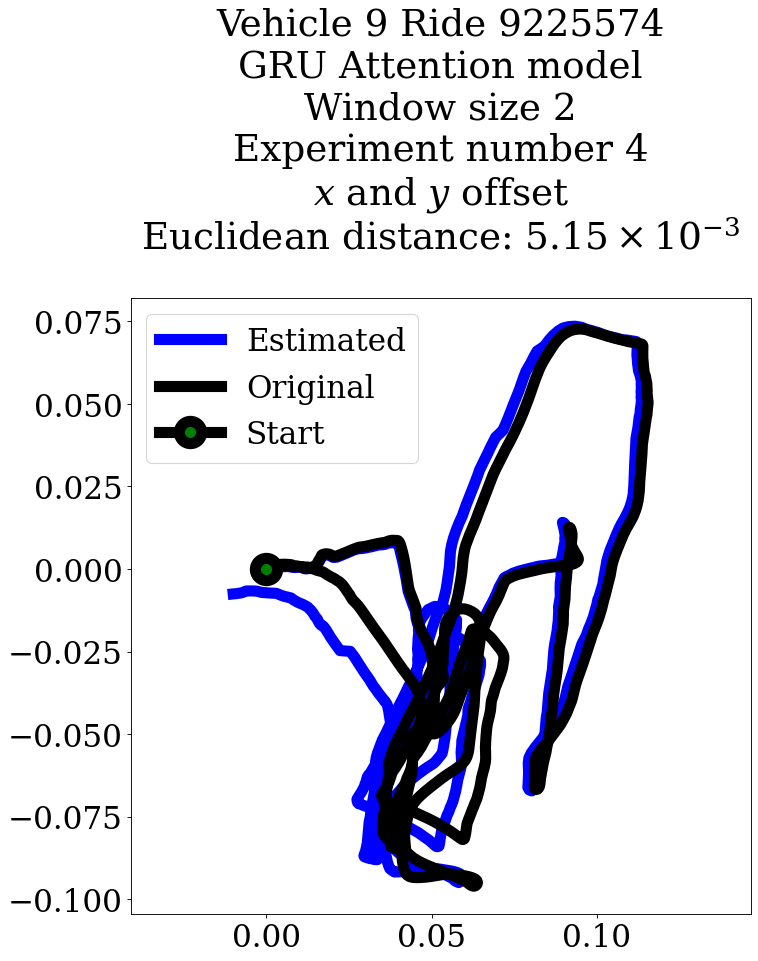 Vehicle 9 Ride 9225574
GRU Attention model
Window size 2
Experiment number 4
x and y offset
Euclidean distance: 5.15 × 10⁻³
0.075
0.050
0.025
0.000
−0.025
−0.050
−0.075
−0.100
Estimated
Original
Start
0.00 0.05 0.10